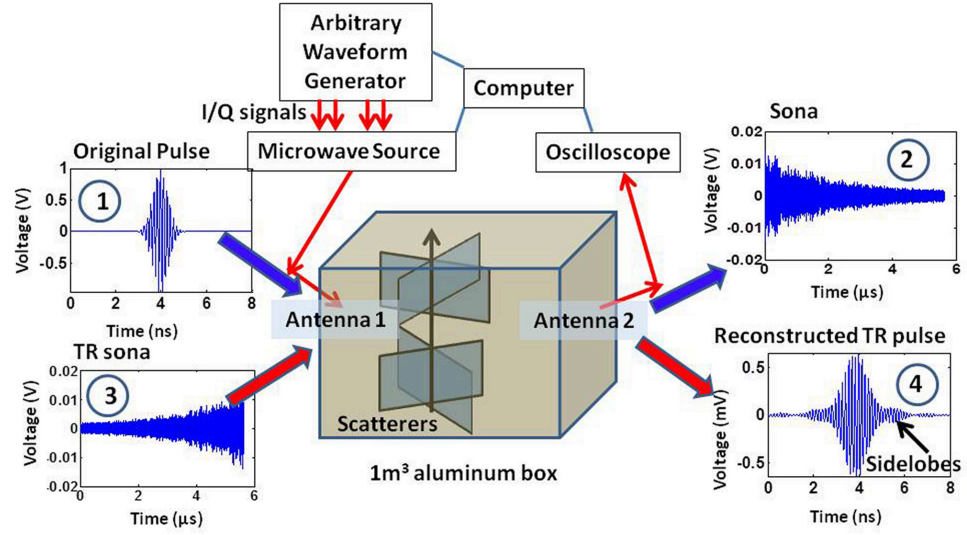 Arbitrary
Waveform
Generator
Computer
I/Q signals
Microwave Source
Oscilloscope
Original Pulse
1
Voltage (V)
1
0.5
0
-0.5
0 2 4 6 8
Time (ns)
Sona
2
Voltage (V)
0.02
0.01
0
-0.01
-0.02
0 2 4 6
Time (μs)
Antenna 1
Antenna 2
Scatterers
1m³ aluminum box
TR sona
3
Voltage (V)
0.02
0.01
0
-0.01
-0.02
0 2 4 6
Time (μs)
Reconstructed TR pulse
4
Voltage (mV)
0.5
0
-0.5
Sidelobes
0 2 4 6 8
Time (ns)